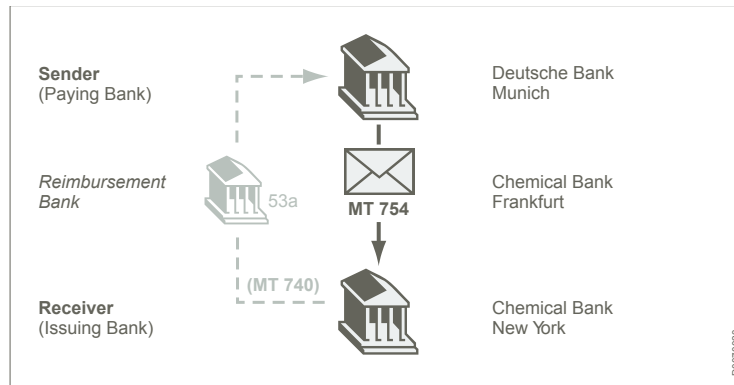 Sender
(Paying Bank)
Deutsche Bank
Munich
Reimbursement
Bank
53a
MT 754
Chemical Bank
Frankfurt
(MT 740)
Receiver
(Issuing Bank)
Chemical Bank
New York